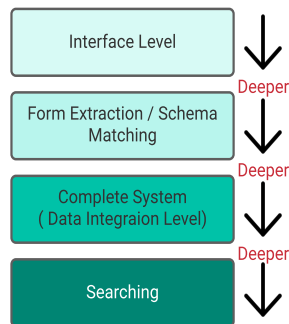 Interface Level
Deeper
Form Extraction / Schema
Matching
Deeper
Complete System
( Data Integraion Level)
Deeper
Searching